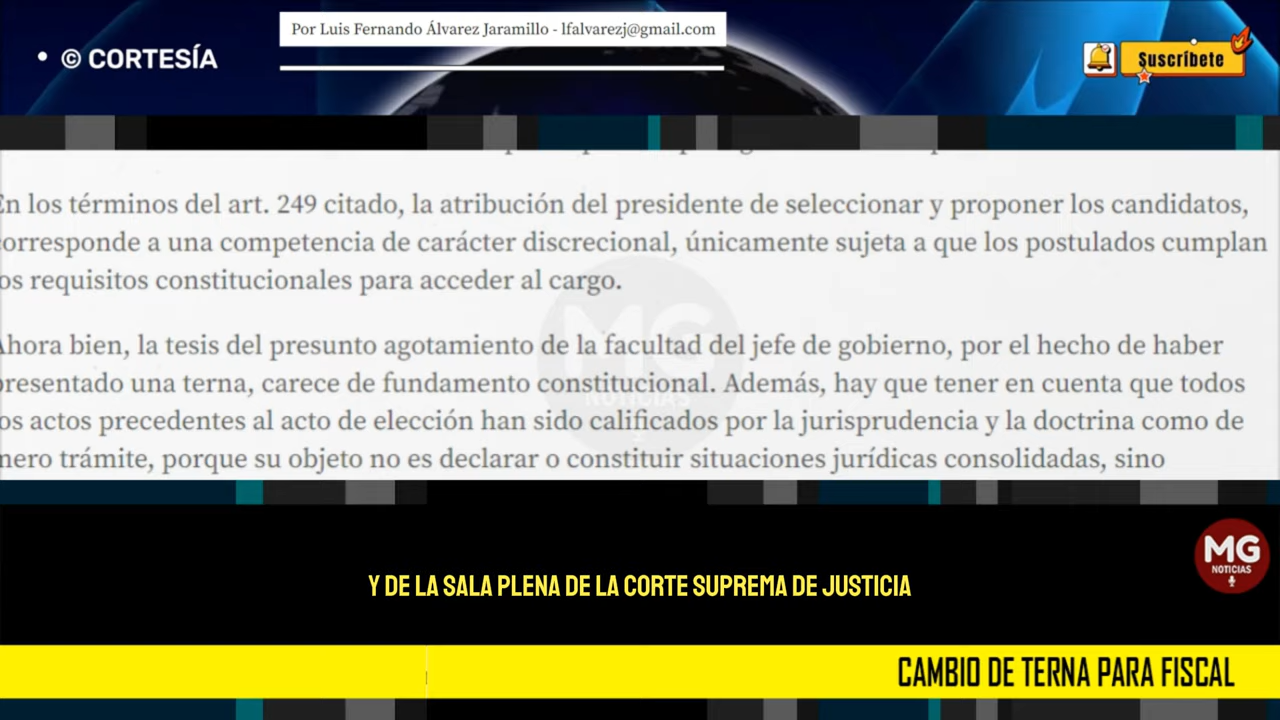 Por Luis Fernando Álvarez Jaramillo - lfalvarezj@gmail.com
• © CORTESÍA
Suscríbete
En los términos del art. 249 citado, la atribución del presidente de seleccionar y proponer los candidatos,
corresponde a una competencia de carácter discrecional, únicamente sujeta a que los postulados cumplan
los requisitos constitucionales para acceder al cargo.
Ahora bien, la tesis del presunto agotamiento de la facultad del jefe de gobierno, por el hecho de haber
presentado una terna, carece de fundamento constitucional. Además, hay que tener en cuenta que todos
los actos precedentes al acto de elección han sido calificados por la jurisprudencia y la doctrina como de
mero trámite, porque su objeto no es declarar o constituir situaciones jurídicas consolidadas, sino
MG
NOTICIAS
Y DE LA SALA PLENA DE LA CORTE SUPREMA DE JUSTICIA
MG
NOTICIAS
CAMBIO DE TERNA PARA FISCAL